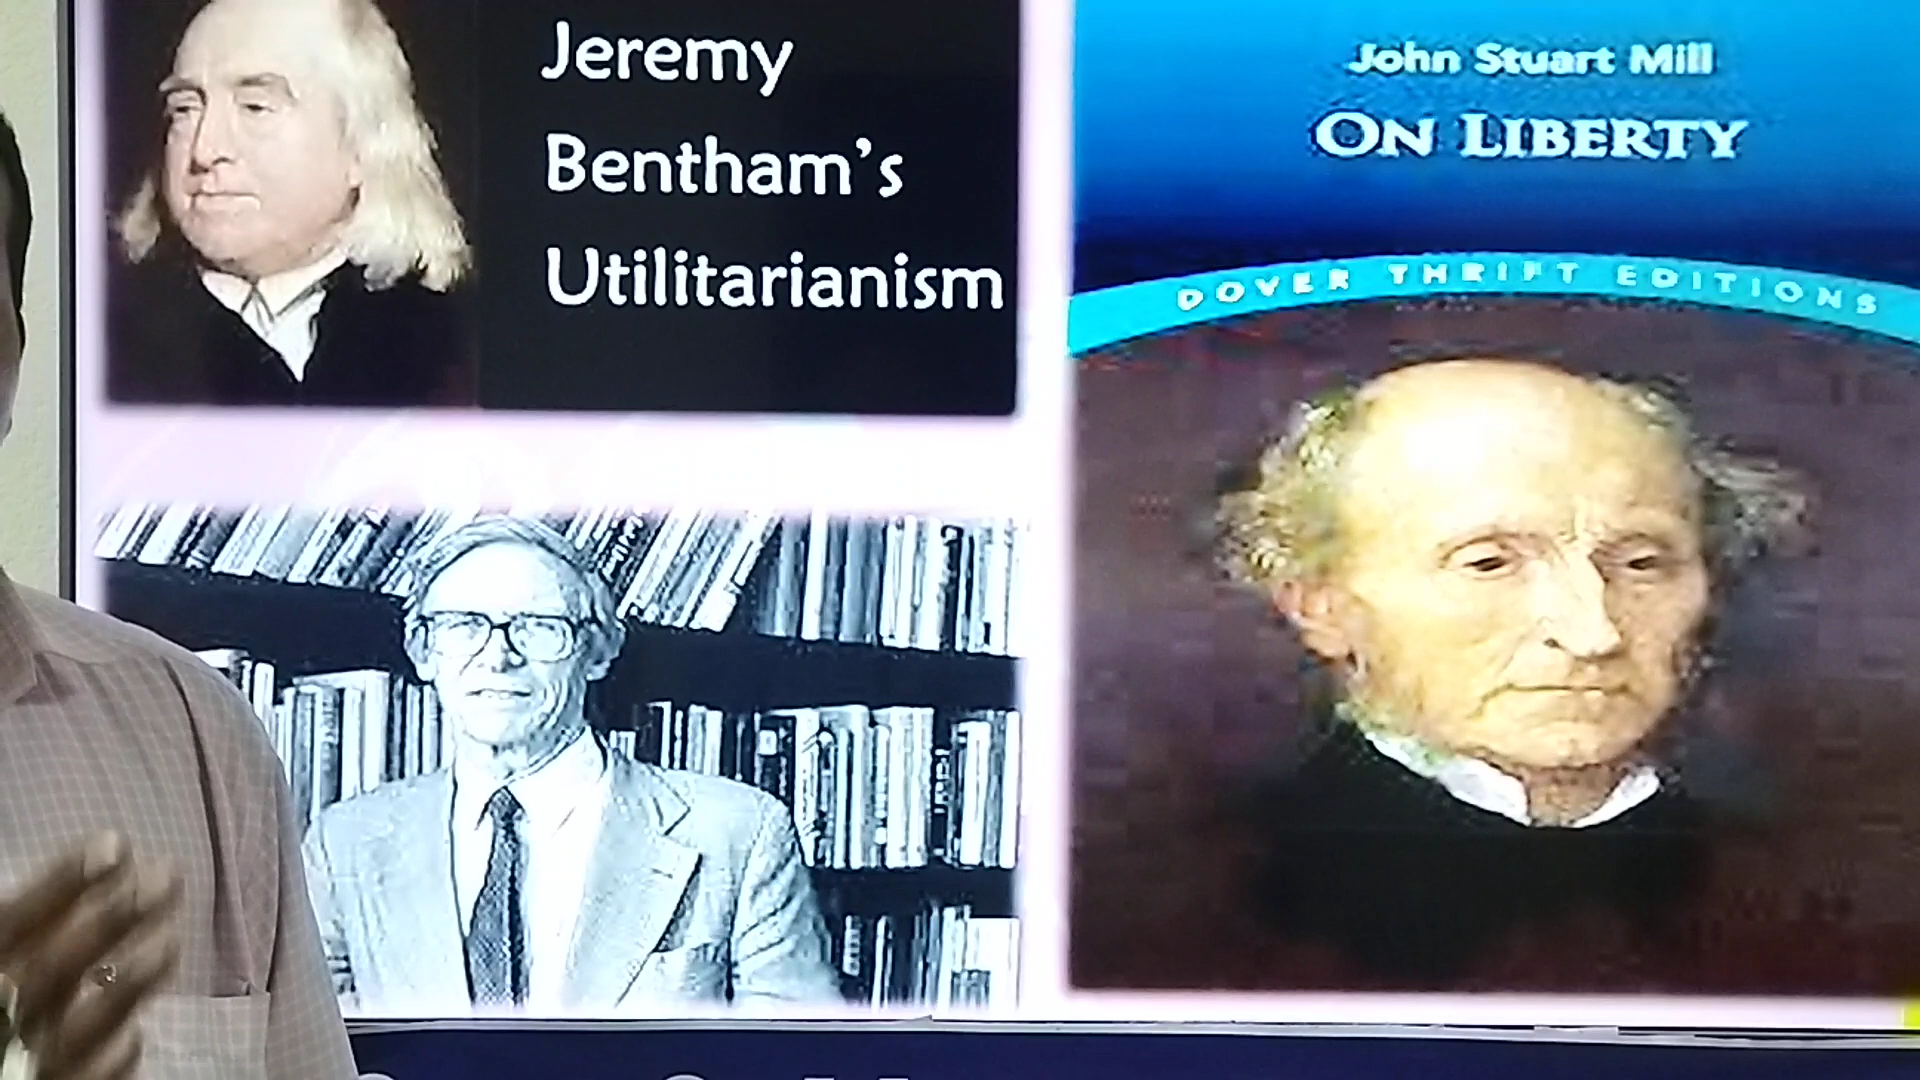 Jeremy
Bentham's
Utilitarianism
John Stuart Mill
ON LIBERTY
DOVER THRIFT EDITIONS